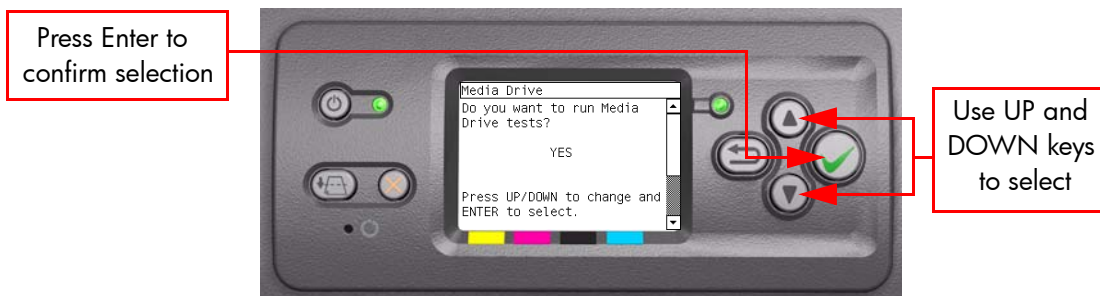 Press Enter to
confirm selection
Media Drive
Do you want to run Media
Drive tests?
YES
Press UP/DOWN to change and
ENTER to select.
Use UP and
DOWN keys
to select